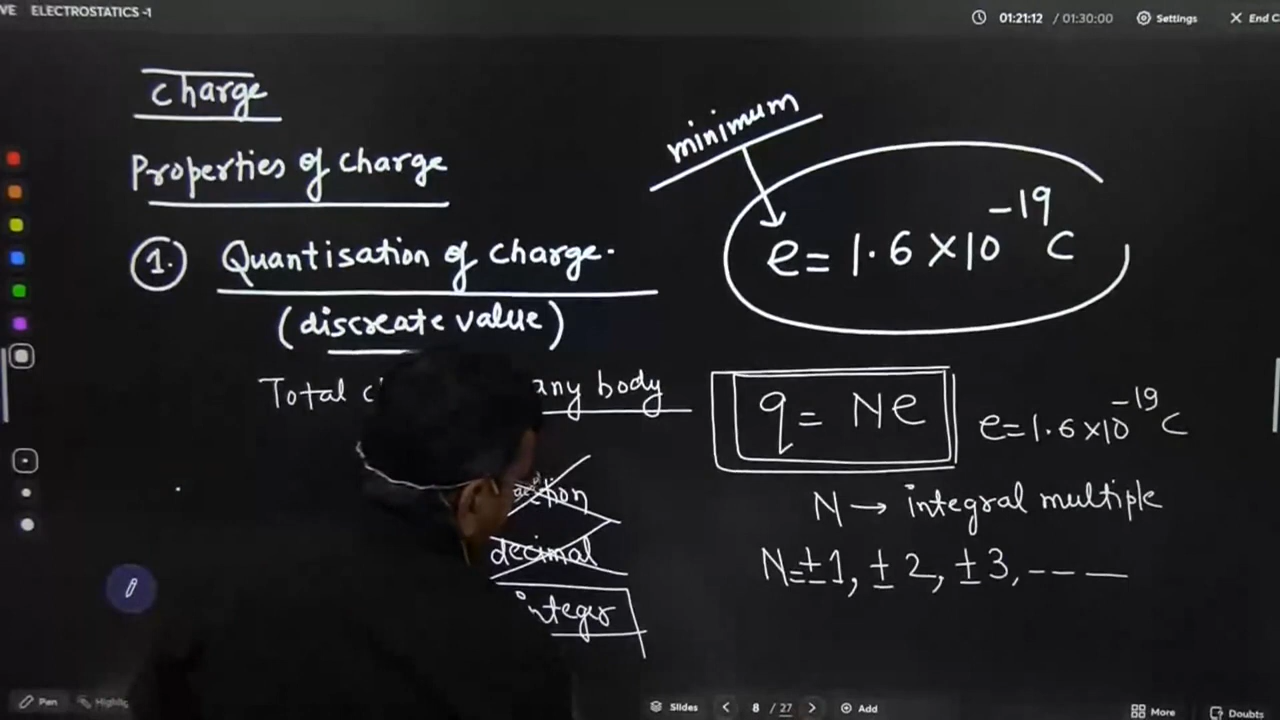 VE ELECTROSTATICS -1
01:21:12 / 01:30:00
Settings
End C
charge
Properties of charge
1. Quantisation of charge.
(discreate value)
Total c any body
decimal
integer
minimum
e = 1.6 × 10⁻¹⁹ C
q = Ne
e = 1.6 × 10⁻¹⁹ C
N → integral multiple
N = ±1, ±2, ±3, - - -
Pen
Slides < 8 / 27 > Add
More
Doubts